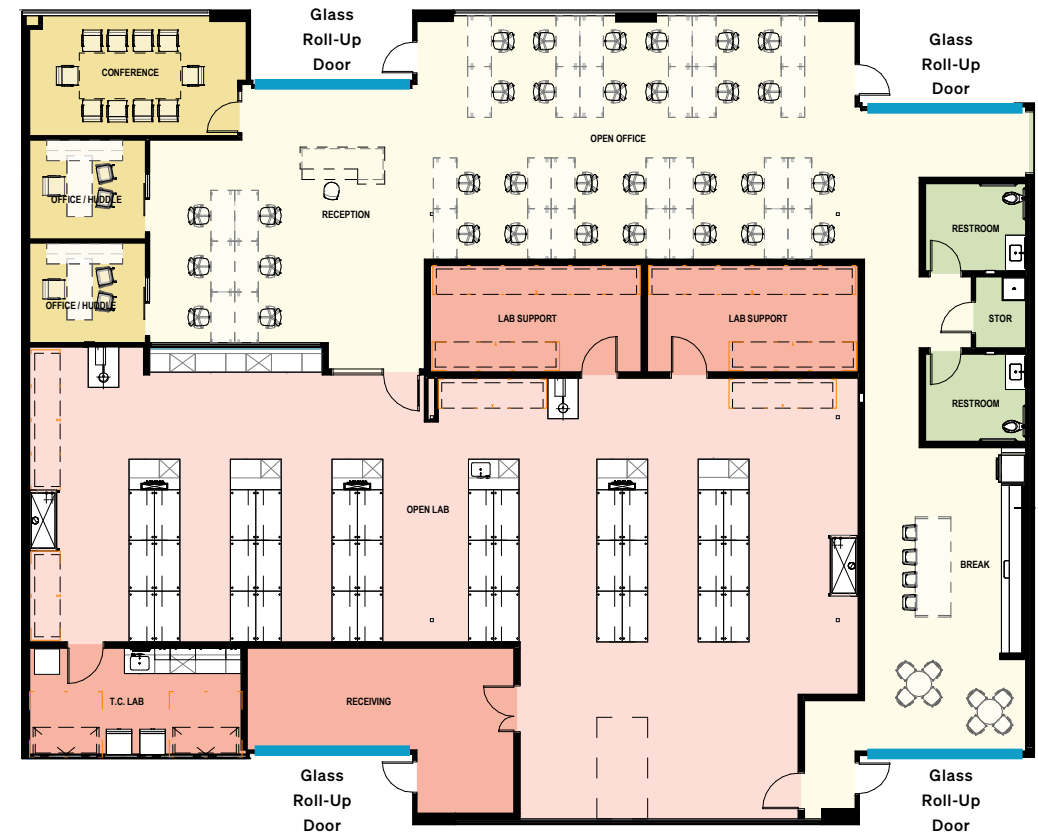 Glass
Roll-Up
Door
Glass
Roll-Up
Door
CONFERENCE
OPEN OFFICE
OFFICE / HUDDLE
RECEPTION
RESTROOM
OFFICE / HUDDLE
LAB SUPPORT
LAB SUPPORT
STOR
RESTROOM
OPEN LAB
BREAK
T.C. LAB
RECEIVING
Glass
Roll-Up
Door
Glass
Roll-Up
Door